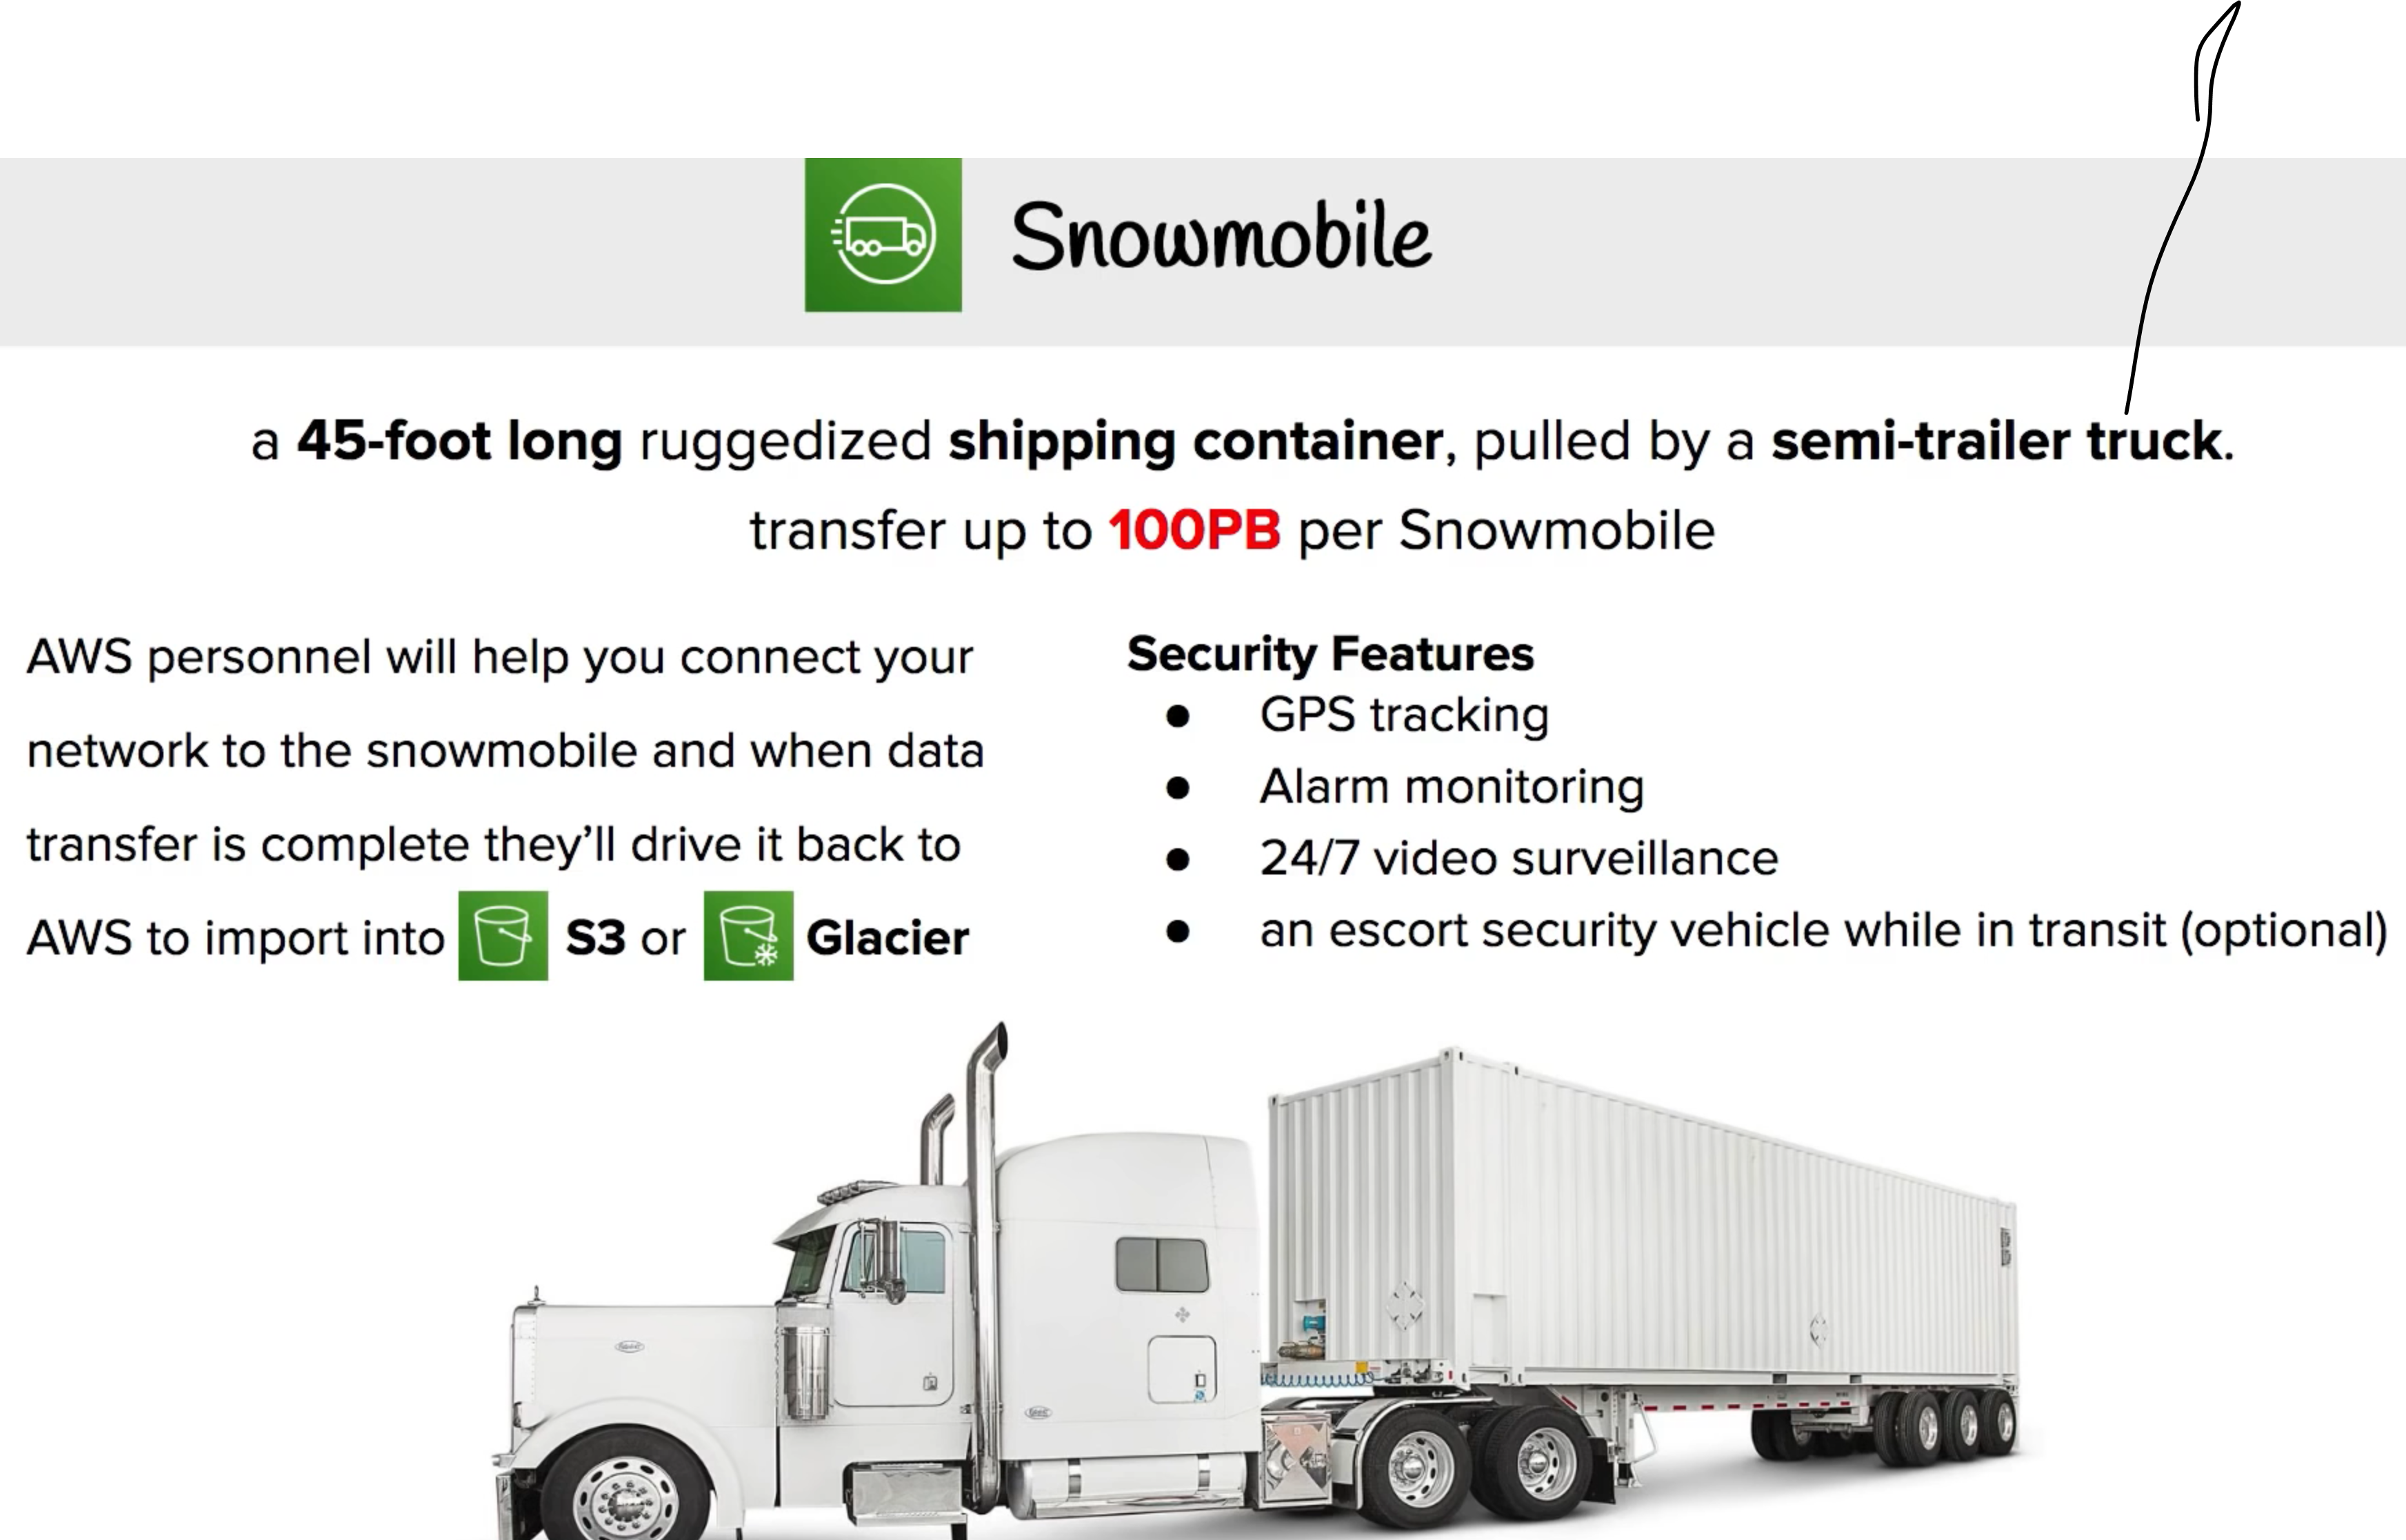 Snowmobile
a 45-foot long ruggedized shipping container, pulled by a semi-trailer truck.
transfer up to 100PB per Snowmobile
AWS personnel will help you connect your
network to the snowmobile and when data
transfer is complete they’ll drive it back to
AWS to import into S3 or Glacier
Security Features
● GPS tracking
● Alarm monitoring
● 24/7 video surveillance
● an escort security vehicle while in transit (optional)